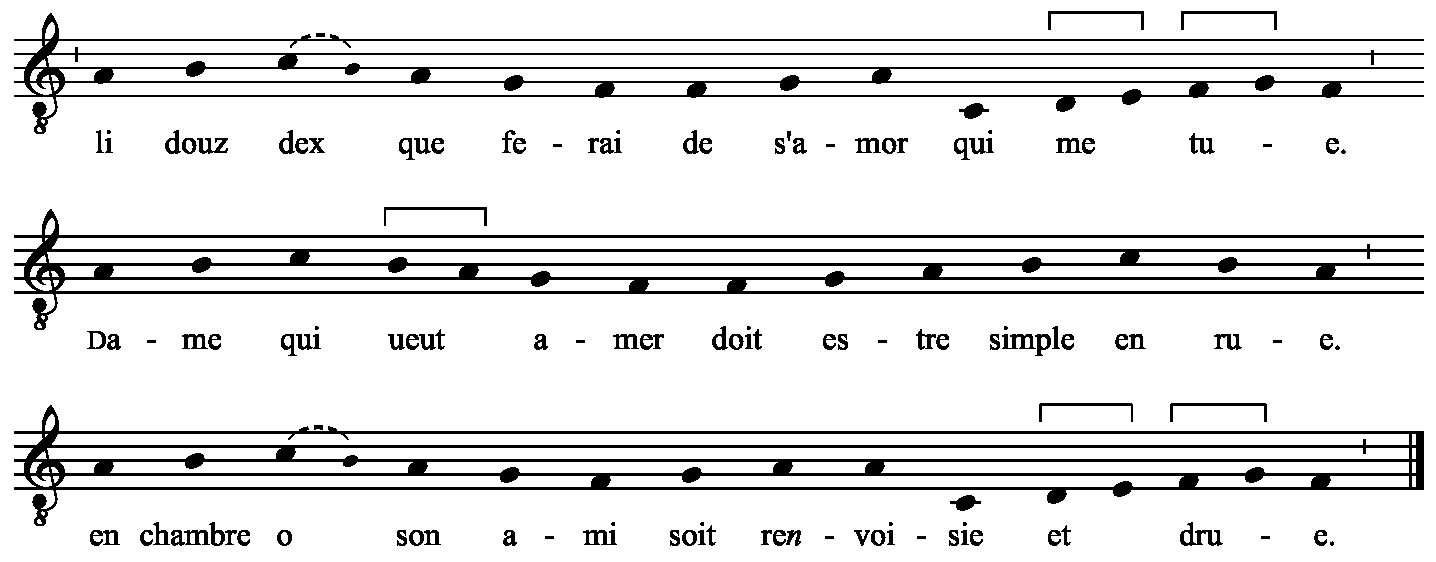 li douz dex que fe - rai de s'a - mor qui me tu - e.
Da - me qui ueut a - mer doit es - tre simple en ru - e.
en chambre o son a - mi soit ren - voi - sie et dru - e.